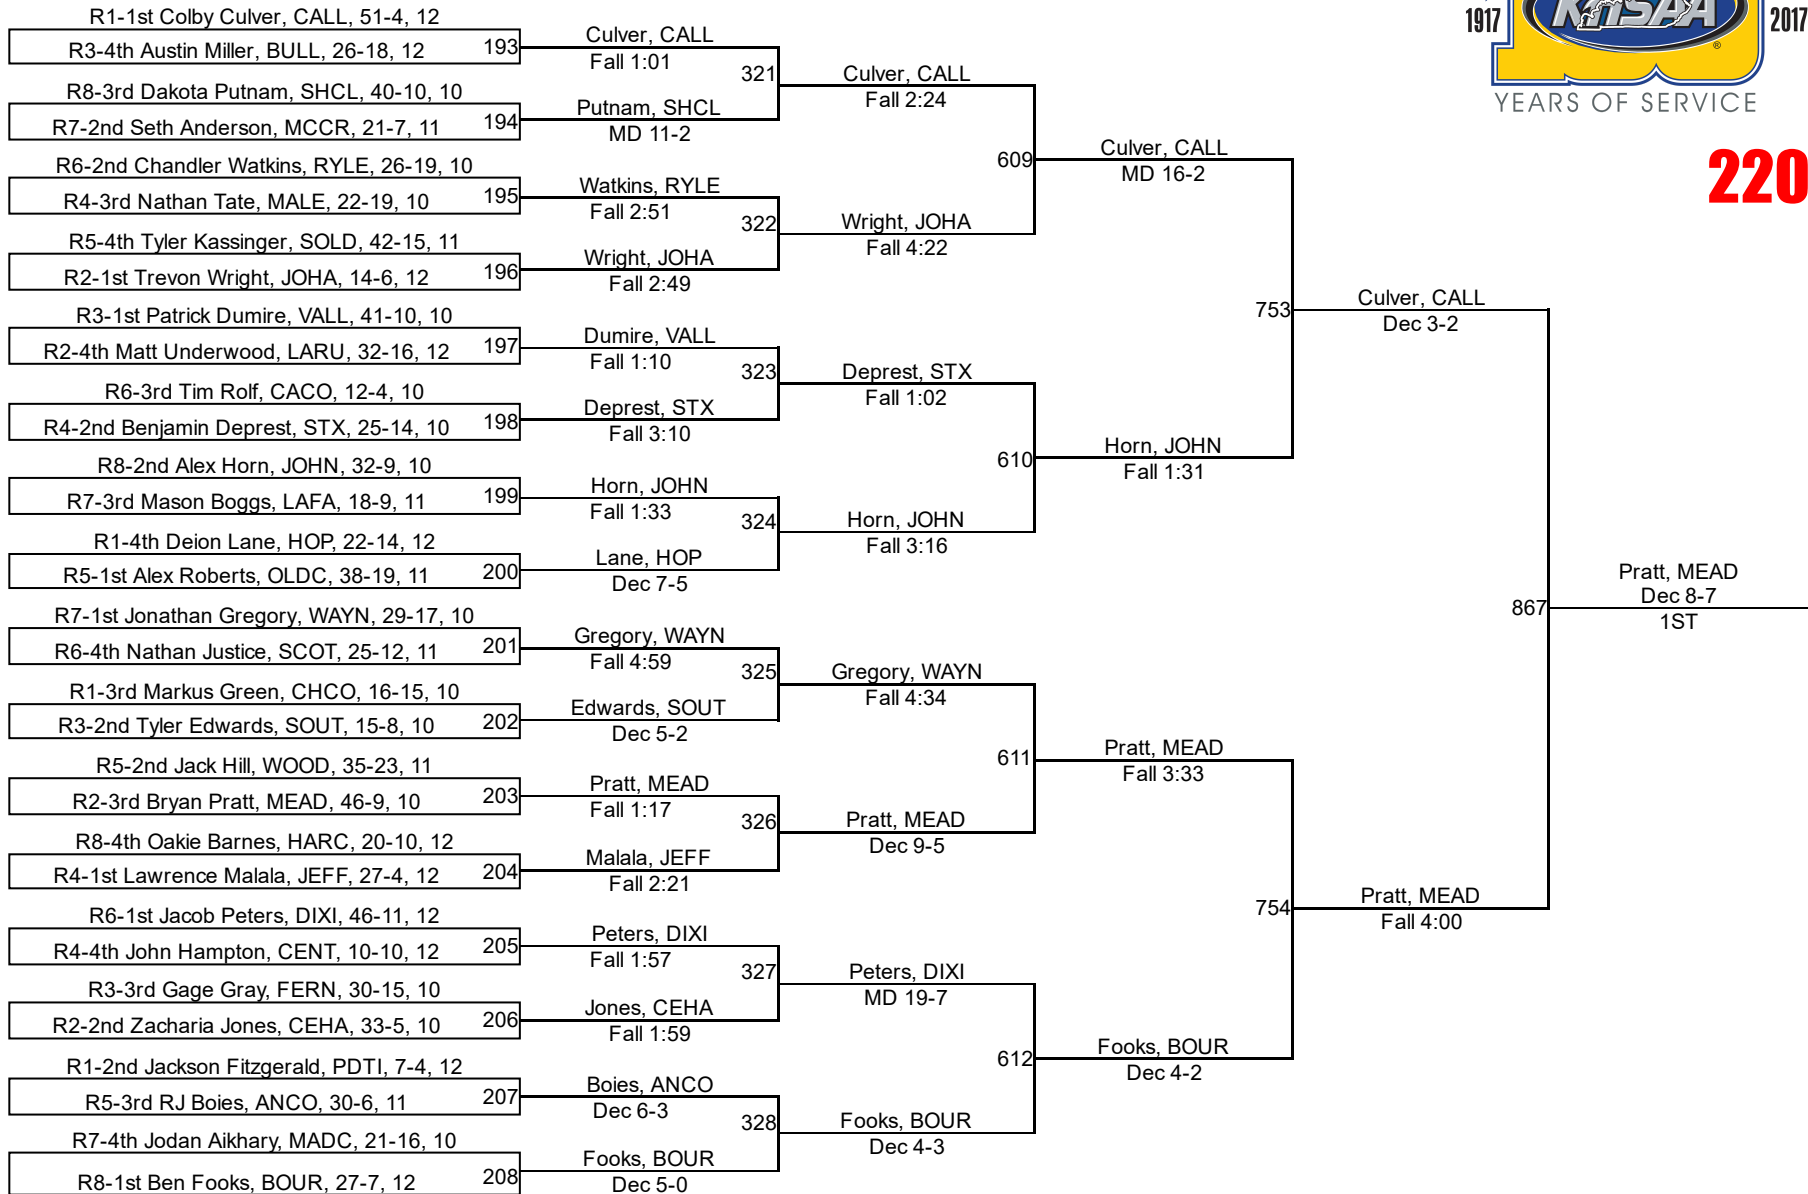 R1-1st Colby Culver, CALL, 51-4, 12
R3-4th Austin Miller, BULL, 26-18, 12
193
R8-3rd Dakota Putnam, SHCL, 40-10, 10
R7-2nd Seth Anderson, MCCR, 21-7, 11
194
R6-2nd Chandler Watkins, RYLE, 26-19, 10
R4-3rd Nathan Tate, MALE, 22-19, 10
195
R5-4th Tyler Kassinger, SOLD, 42-15, 11
R2-1st Trevon Wright, JOHA, 14-6, 12
196
R3-1st Patrick Dumire, VALL, 41-10, 10
R2-4th Matt Underwood, LARU, 32-16, 12
197
R6-3rd Tim Rolf, CACO, 12-4, 10
R4-2nd Benjamin Deprest, STX, 25-14, 10
198
R8-2nd Alex Horn, JOHN, 32-9, 10
R7-3rd Mason Boggs, LAFA, 18-9, 11
199
R1-4th Deion Lane, HOP, 22-14, 12
R5-1st Alex Roberts, OLDC, 38-19, 11
200
R7-1st Jonathan Gregory, WAYN, 29-17, 10
R6-4th Nathan Justice, SCOT, 25-12, 11
201
R1-3rd Markus Green, CHCO, 16-15, 10
R3-2nd Tyler Edwards, SOUT, 15-8, 10
202
R5-2nd Jack Hill, WOOD, 35-23, 11
R2-3rd Bryan Pratt, MEAD, 46-9, 10
203
R8-4th Oakie Barnes, HARC, 20-10, 12
R4-1st Lawrence Malala, JEFF, 27-4, 12
204
R6-1st Jacob Peters, DIXI, 46-11, 12
R4-4th John Hampton, CENT, 10-10, 12
205
R3-3rd Gage Gray, FERN, 30-15, 10
R2-2nd Zacharia Jones, CEHA, 33-5, 10
206
R1-2nd Jackson Fitzgerald, PDTI, 7-4, 12
R5-3rd RJ Boies, ANCO, 30-6, 11
207
R7-4th Jodan Aikhary, MADC, 21-16, 10
R8-1st Ben Fooks, BOUR, 27-7, 12
208
Culver, CALL
Fall 1:01
321
Putnam, SHCL
MD 11-2
Watkins, RYLE
Fall 2:51
322
Wright, JOHA
Fall 2:49
Dumire, VALL
Fall 1:10
323
Deprest, STX
Fall 3:10
Horn, JOHN
Fall 1:33
324
Lane, HOP
Dec 7-5
Gregory, WAYN
Fall 4:59
325
Edwards, SOUT
Dec 5-2
Pratt, MEAD
Fall 1:17
326
Malala, JEFF
Fall 2:21
Peters, DIXI
Fall 1:57
327
Jones, CEHA
Fall 1:59
Boies, ANCO
Dec 6-3
328
Fooks, BOUR
Dec 5-0
Culver, CALL
Fall 2:24
609
Wright, JOHA
Fall 4:22
Deprest, STX
Fall 1:02
610
Horn, JOHN
Fall 3:16
Gregory, WAYN
Fall 4:34
611
Pratt, MEAD
Dec 9-5
Peters, DIXI
MD 19-7
612
Fooks, BOUR
Dec 4-3
Culver, CALL
MD 16-2
753
Horn, JOHN
Fall 1:31
Pratt, MEAD
Fall 3:33
754
Fooks, BOUR
Dec 4-2
Culver, CALL
Dec 3-2
867
Pratt, MEAD
Fall 4:00
Pratt, MEAD
Dec 8-7
1ST
1917
KHSAA
®
2017
YEARS OF SERVICE
220